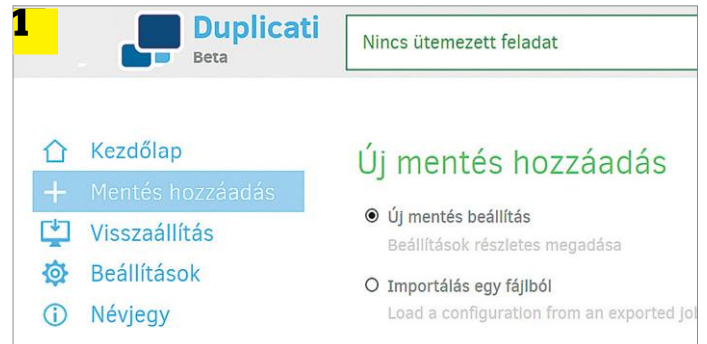 1
Duplicati
Beta
Nincs ütemezett feladat
Kezdőlap
Mentés hozzáadás
Visszaállítás
Beállítások
Névjegy
Új mentés hozzáadás
Új mentés beállítás
Beállítások részletes megadása
Importálás egy fájlból
Load a configuration from an exported